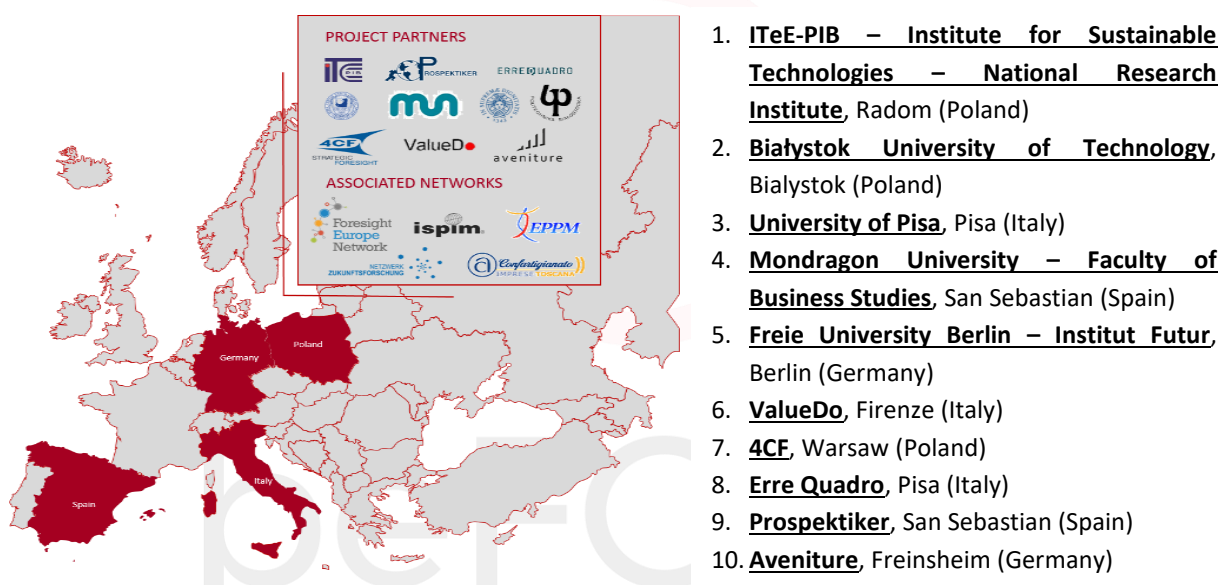 PROJECT PARTNERS
ITeE
PIB
PROSPEKTIKER
ERREQUADRO
mun
4CF
STRATEGIC
FORESIGHT
ValueDo
aveniture
ASSOCIATED NETWORKS
Foresight
Europe
Network
ispim.
EPPM
NETZWERK
ZUKUNFTSFORSCHUNG
Confartigianato
IMPRESE TOSCANA
Germany
Poland
Italy
Spain
perFo
1. ITeE-PIB – Institute for Sustainable
Technologies – National Research
Institute, Radom (Poland)
2. Białystok University of Technology,
Bialystok (Poland)
3. University of Pisa, Pisa (Italy)
4. Mondragon University – Faculty of
Business Studies, San Sebastian (Spain)
5. Freie University Berlin – Institut Futur,
Berlin (Germany)
6. ValueDo, Firenze (Italy)
7. 4CF, Warsaw (Poland)
8. Erre Quadro, Pisa (Italy)
9. Prospektiker, San Sebastian (Spain)
10. Aveniture, Freinsheim (Germany)